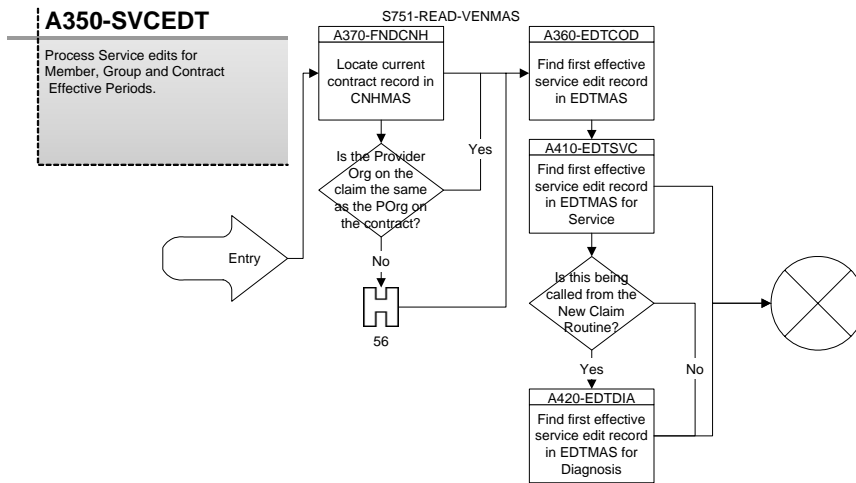 A350-SVCEDT
Process Service edits for
Member, Group and Contract
Effective Periods.
S751-READ-VENMAS
A370-FNDCNH
Locate current
contract record in
CNHMAS
Is the Provider
Org on the
claim the same
as the POrg on
the contract?
Yes
No
H
56
Entry
A360-EDTCOD
Find first effective
service edit record
in EDTMAS
A410-EDTSVC
Find first effective
service edit record
in EDTMAS for
Service
Is this being
called from the
New Claim
Routine?
Yes
No
A420-EDTDIA
Find first effective
service edit record
in EDTMAS for
Diagnosis